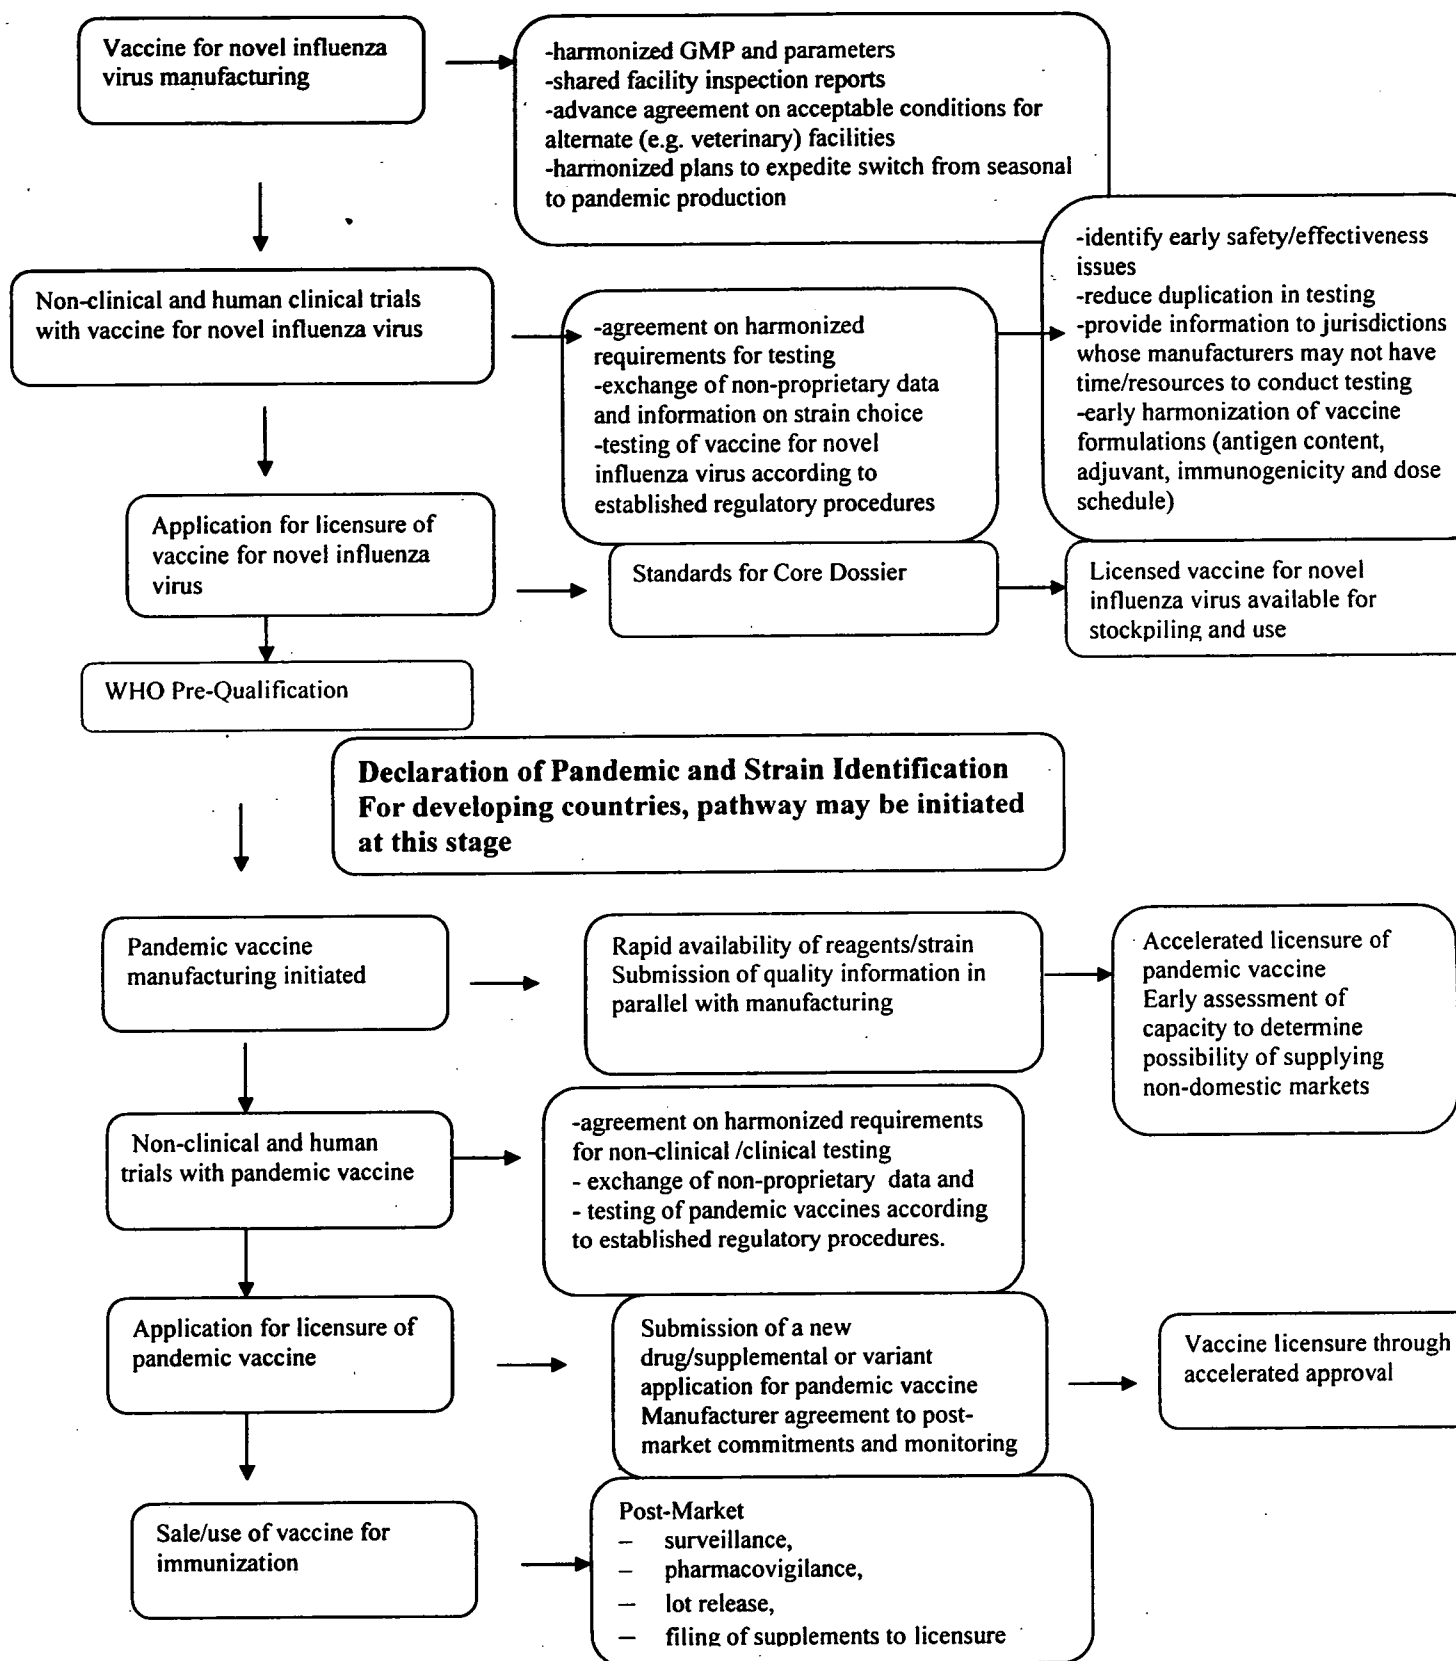 Vaccine for novel influenza
virus manufacturing
-harmonized GMP and parameters
-shared facility inspection reports
-advance agreement on acceptable conditions for
alternate (e.g. veterinary) facilities
-harmonized plans to expedite switch from seasonal
to pandemic production
Non-clinical and human clinical trials
with vaccine for novel influenza virus
-agreement on harmonized
requirements for testing
-exchange of non-proprietary data
and information on strain choice
-testing of vaccine for novel
influenza virus according to
established regulatory procedures
-identify early safety/effectiveness
issues
-reduce duplication in testing
-provide information to jurisdictions
whose manufacturers may not have
time/resources to conduct testing
-early harmonization of vaccine
formulations (antigen content,
adjuvant, immunogenicity and dose
schedule)
Application for licensure of
vaccine for novel influenza
virus
Standards for Core Dossier
Licensed vaccine for novel
influenza virus available for
stockpiling and use
WHO Pre-Qualification
Declaration of Pandemic and Strain Identification
For developing countries, pathway may be initiated
at this stage
Pandemic vaccine
manufacturing initiated
Rapid availability of reagents/strain
Submission of quality information in
parallel with manufacturing
Accelerated licensure of
pandemic vaccine
Early assessment of
capacity to determine
possibility of supplying
non-domestic markets
Non-clinical and human
trials with pandemic vaccine
-agreement on harmonized requirements
for non-clinical /clinical testing
- exchange of non-proprietary data and
- testing of pandemic vaccines according
to established regulatory procedures.
Application for licensure of
pandemic vaccine
Submission of a new
drug/supplemental or variant
application for pandemic vaccine
Manufacturer agreement to post-
market commitments and monitoring
Vaccine licensure through
accelerated approval
Sale/use of vaccine for
immunization
Post-Market
– surveillance,
– pharmacovigilance,
– lot release,
– filing of supplements to licensure